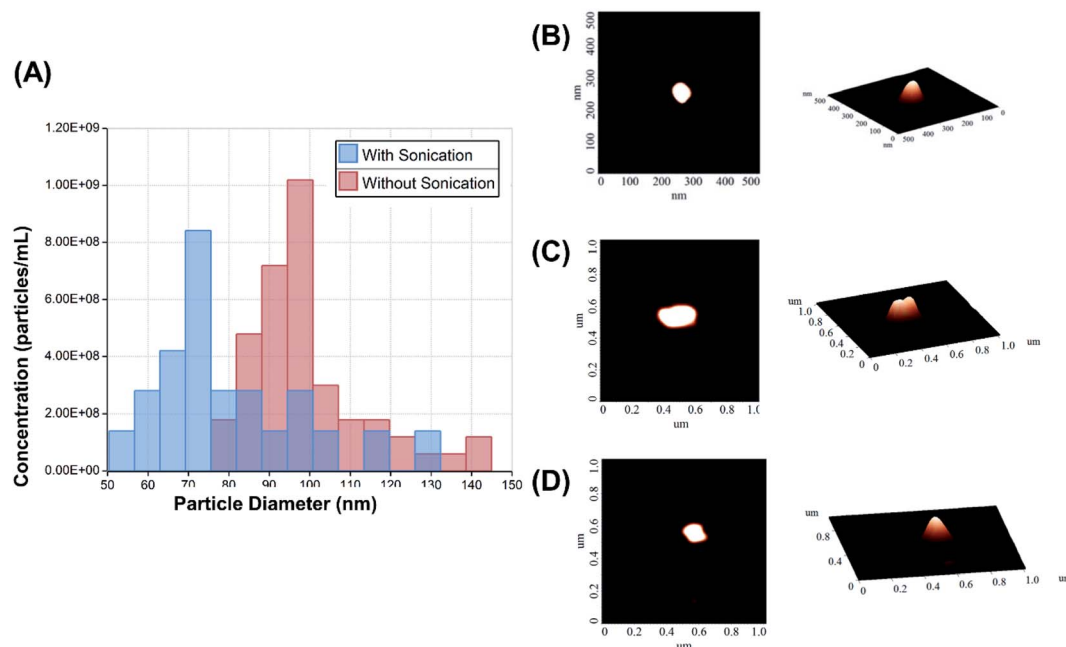 (A)
1.20E+09
1.00E+09
8.00E+08
6.00E+08
4.00E+08
2.00E+08
0.00E+00
50 60 70 80 90 100 110 120 130 140 150
Concentration (particles/mL)
Particle Diameter (nm)
With Sonication
Without Sonication
(B)
500
400
300
200
100
0
nm
0 100 200 300 400 500
nm
nm
500
400
300
200
100
0
500
400
300
200
100
0
nm
(C)
1.0
0.8
0.6
0.4
0.2
0
um
0 0.2 0.4 0.6 0.8 1.0
um
um
1.0
0.8
0.6
0.4
0.2
0
0 0.2 0.4 0.6 0.8 1.0
um
(D)
1.0
0.8
0.6
0.4
0.2
0
um
0 0.2 0.4 0.6 0.8 1.0
um
um
0.8
0.4
0
0 0.2 0.4 0.6 0.8 1.0